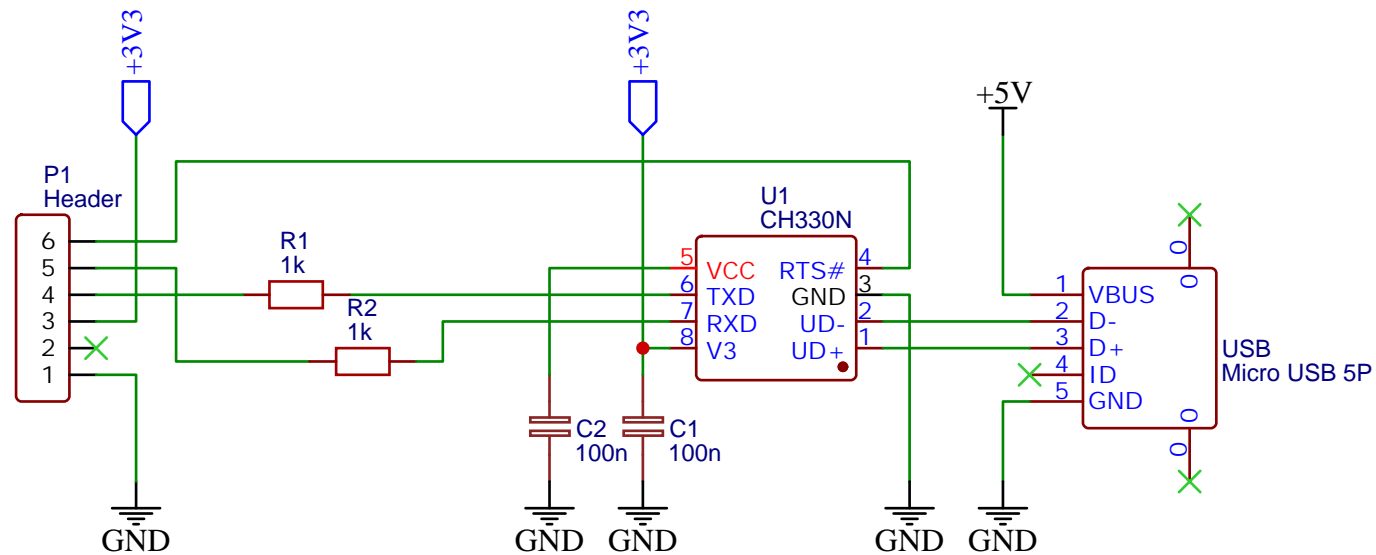 +3V3
+3V3
+5V
P1
Header
6
5
4
3
2
1
R1
1k
R2
1k
U1
CH330N
5 VCC RTS# 4
6 TXD GND 3
7 RXD UD- 2
8 V3 UD+ 1
C2
100n
C1
100n
0
0
1 VBUS
2 D-
3 D+
4 ID
5 GND
0
0
USB
Micro USB 5P
GND
GND
GND
GND
GND